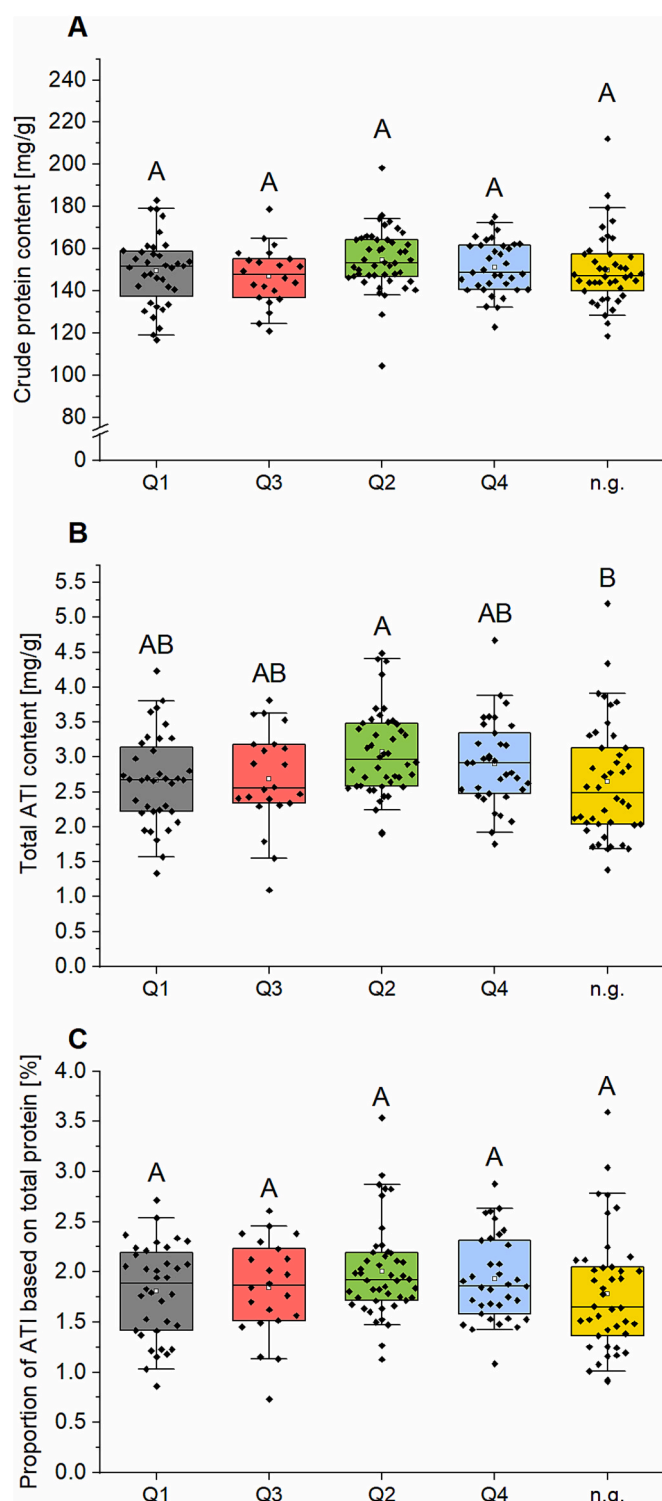 A
Crude protein content [mg/g]
240
220
200
180
160
140
120
100
80
0
A
A
A
A
A
Q1
Q3
Q2
Q4
n.g.
B
Total ATI content [mg/g]
5.5
5.0
4.5
4.0
3.5
3.0
2.5
2.0
1.5
1.0
0.5
0.0
AB
AB
A
AB
B
Q1
Q3
Q2
Q4
n.g.
C
Proportion of ATI based on total protein [%]
4.0
3.5
3.0
2.5
2.0
1.5
1.0
0.5
0.0
A
A
A
A
A
Q1
Q3
Q2
Q4
n.g.